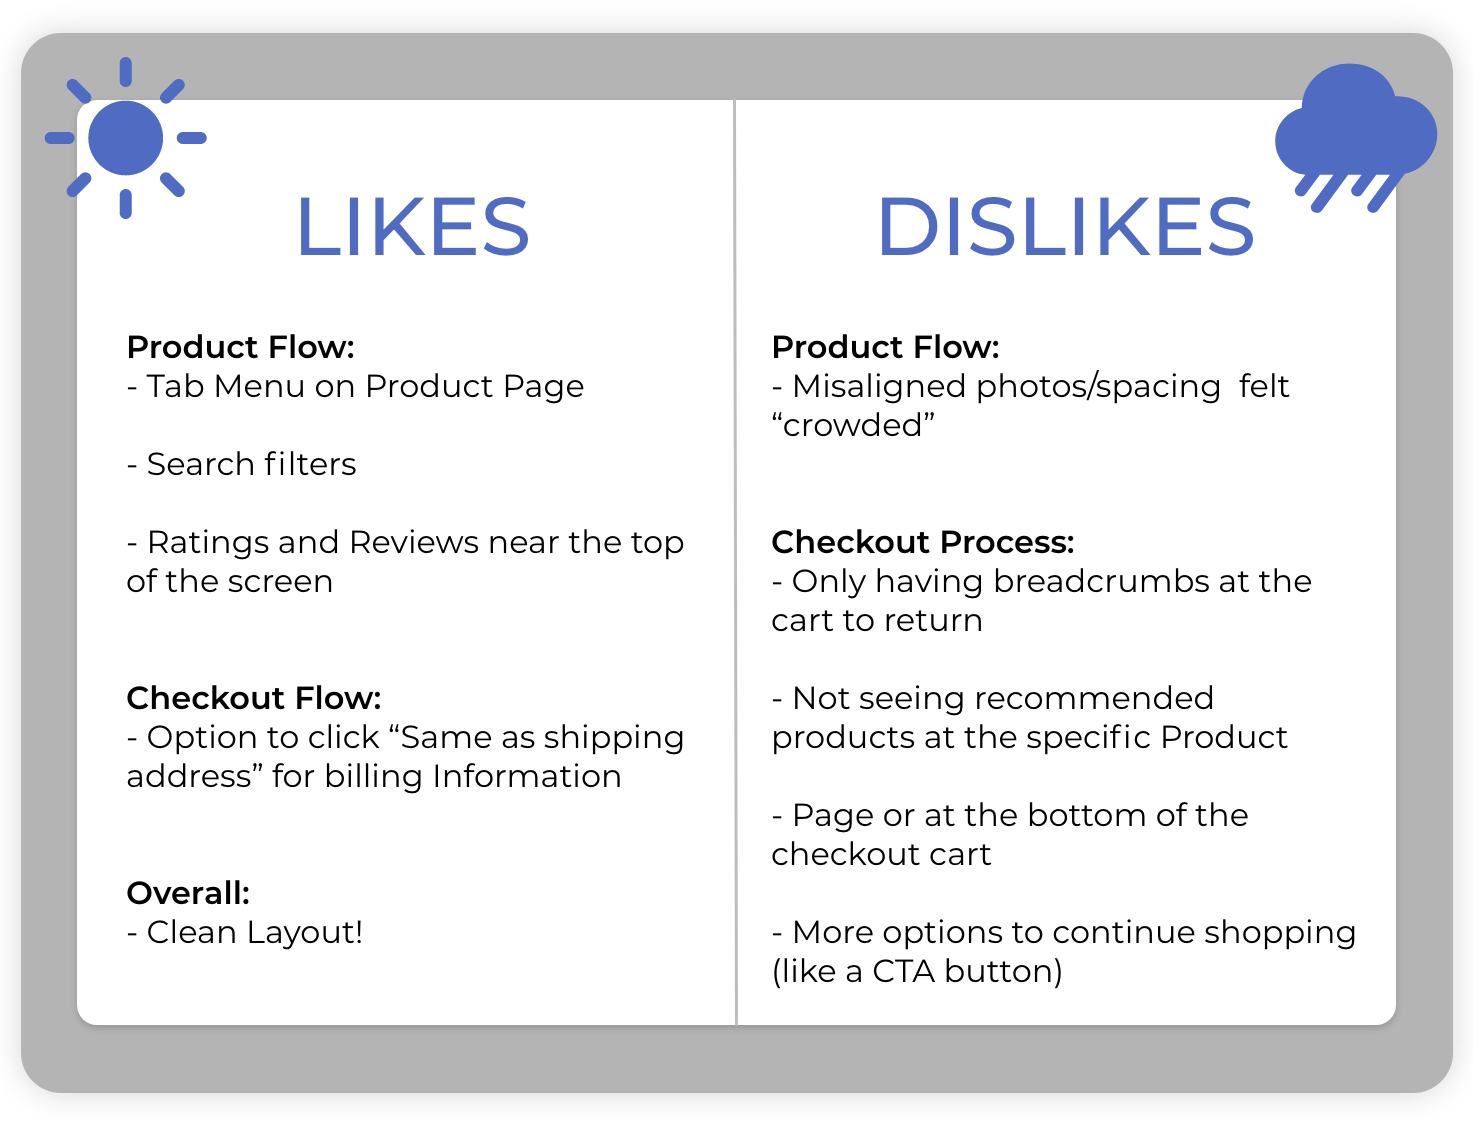 LIKES
Product Flow:
- Tab Menu on Product Page
- Search filters
- Ratings and Reviews near the top
of the screen
Checkout Flow:
- Option to click “Same as shipping
address” for billing Information
Overall:
- Clean Layout!
DISLIKES
Product Flow:
- Misaligned photos/spacing  felt
“crowded”
Checkout Process:
- Only having breadcrumbs at the
cart to return
- Not seeing recommended
products at the specific Product
- Page or at the bottom of the
checkout cart
- More options to continue shopping
(like a CTA button)